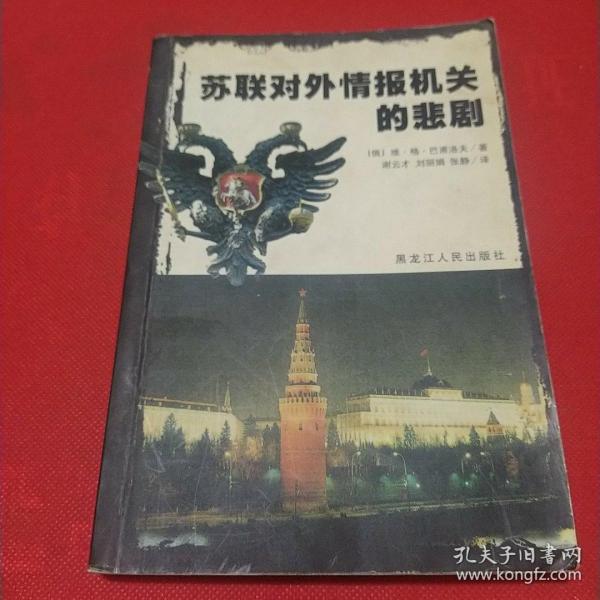 苏联对外情报机关
的悲剧
〔俄〕维·格·巴甫洛夫/著
谢云才 刘丽娟 张静/译
黑龙江人民出版社
孔夫子旧书网
www.kongfz.com